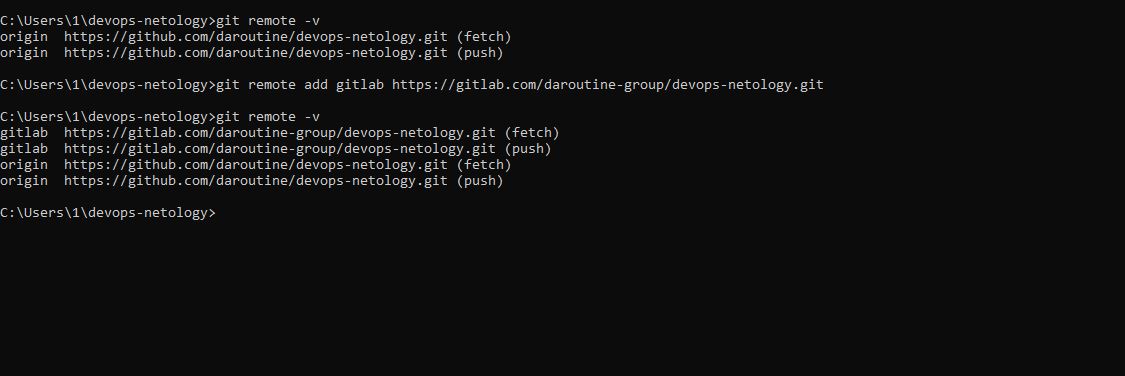 C:\Users\1\devops-netology>git remote -v
origin  https://github.com/daroutine/devops-netology.git (fetch)
origin  https://github.com/daroutine/devops-netology.git (push)
C:\Users\1\devops-netology>git remote add gitlab https://gitlab.com/daroutine-group/devops-netology.git
C:\Users\1\devops-netology>git remote -v
gitlab  https://gitlab.com/daroutine-group/devops-netology.git (fetch)
gitlab  https://gitlab.com/daroutine-group/devops-netology.git (push)
origin  https://github.com/daroutine/devops-netology.git (fetch)
origin  https://github.com/daroutine/devops-netology.git (push)
C:\Users\1\devops-netology>